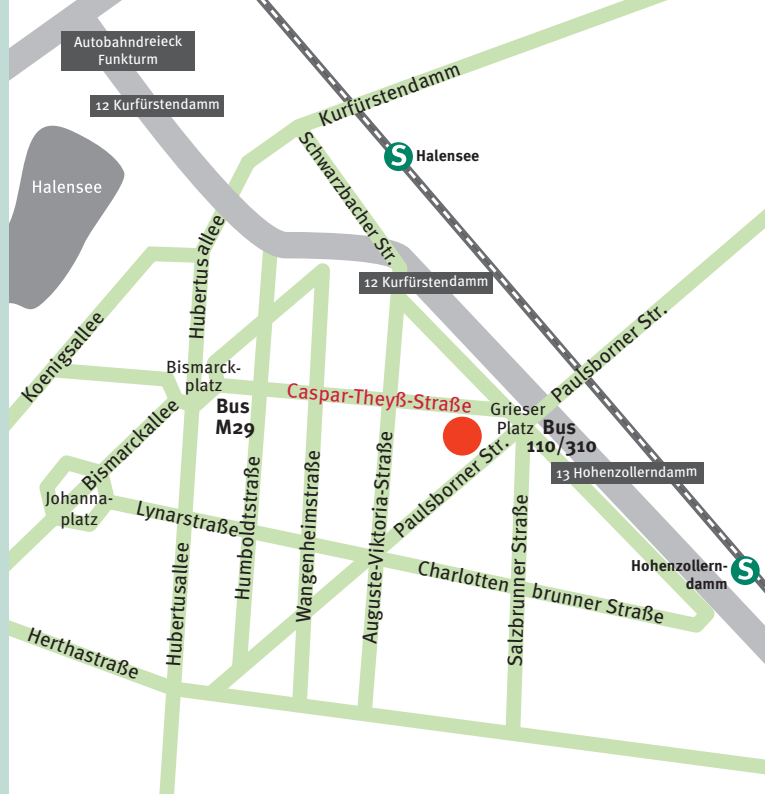 Autobahndreieck
Funkturm
12 Kurfürstendamm
Kurfürstendamm
S Halensee
Schwarzbacher Str.
Halensee
Hubertusallee
12 Kurfürstendamm
Koenigsallee
Paulsborner Str.
Bismarck-
platz
Caspar-Theyß-Straße
Bus
M29
Grieser
Platz
Bus
110/310
Bismarckallee
13 Hohenzollerndamm
Paulsborner Str.
Johanna-
platz
Lynarstraße
Humboldtstraße
Wangenheimstraße
Auguste-Viktoria-Straße
Salzbrunner Straße
Charlottenbrunner Straße
Hohenzollern-
damm
S
Hubertusallee
Herthastraße